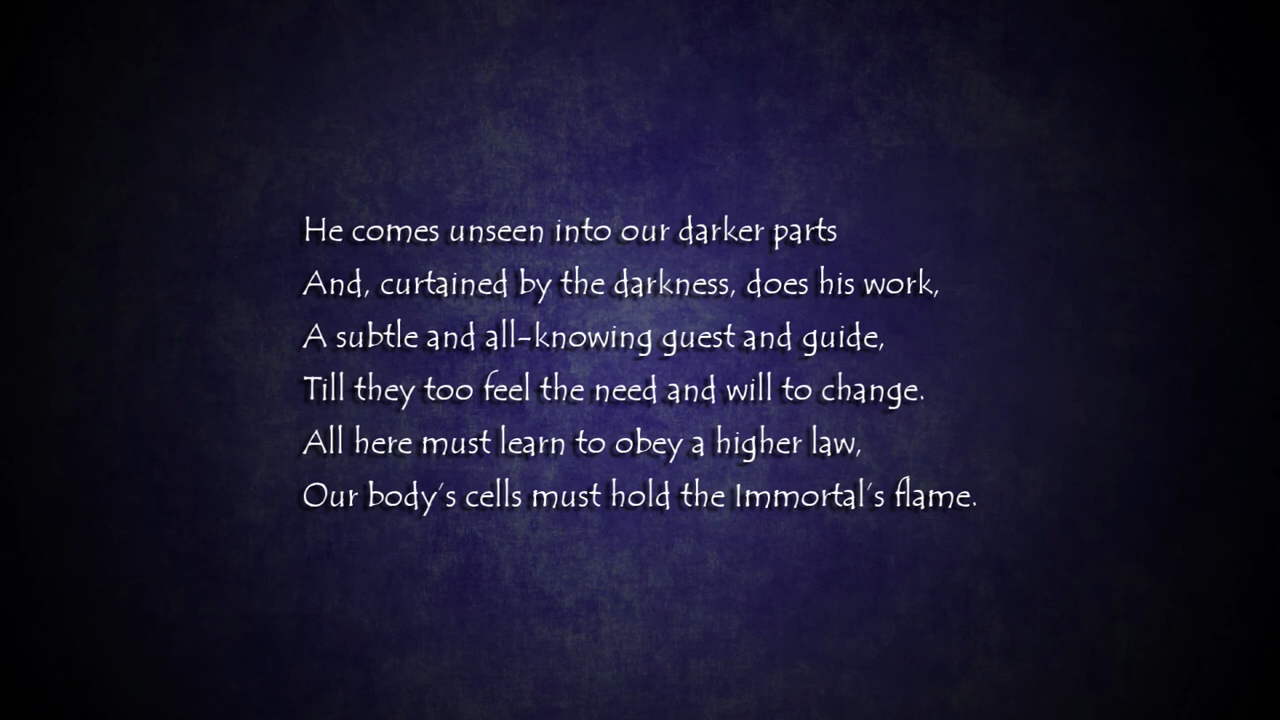 He comes unseen into our darker parts
And, curtained by the darkness, does his work,
A subtle and all-knowing guest and guide,
Till they too feel the need and will to change.
All here must learn to obey a higher law,
Our body's cells must hold the Immortal's flame.